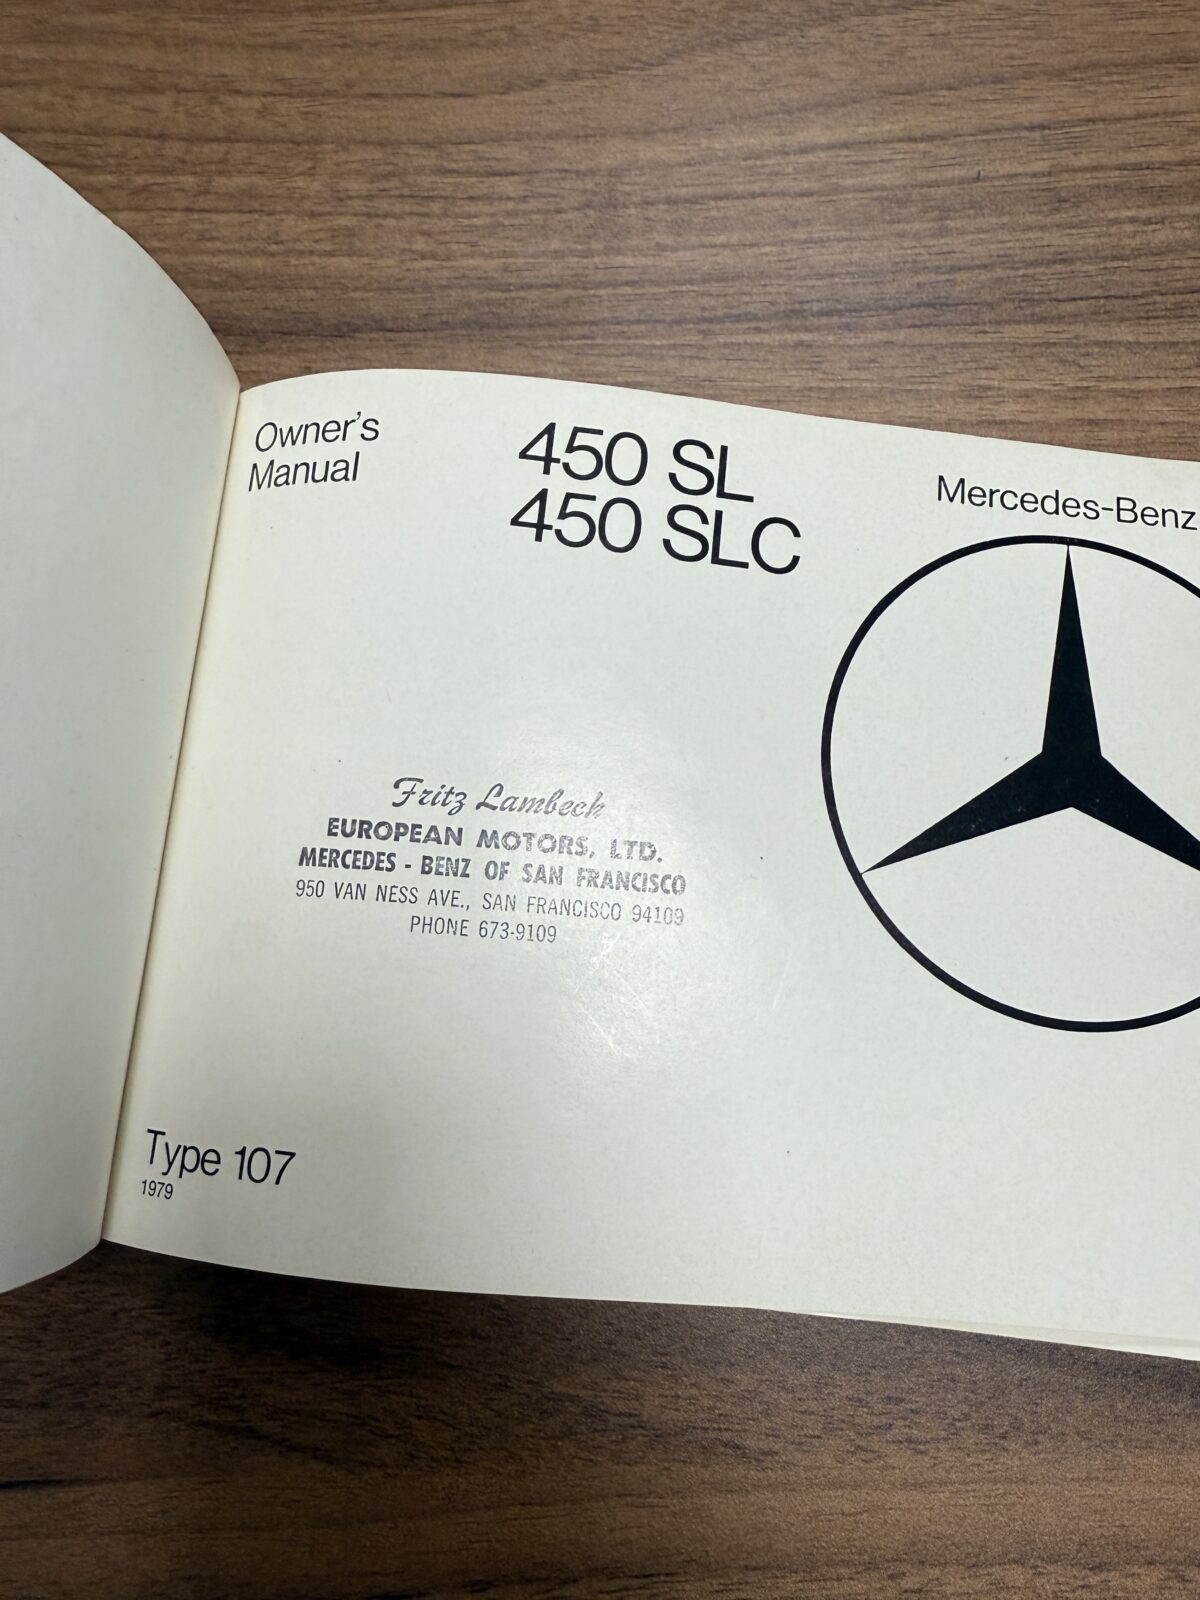 Owner's
Manual
450 SL
450 SLC
Mercedes-Benz
Fritz Lambeck
EUROPEAN MOTORS, LTD.
MERCEDES - BENZ OF SAN FRANCISCO
950 VAN NESS AVE., SAN FRANCISCO 94109
PHONE 673-9109
Type 107
1979